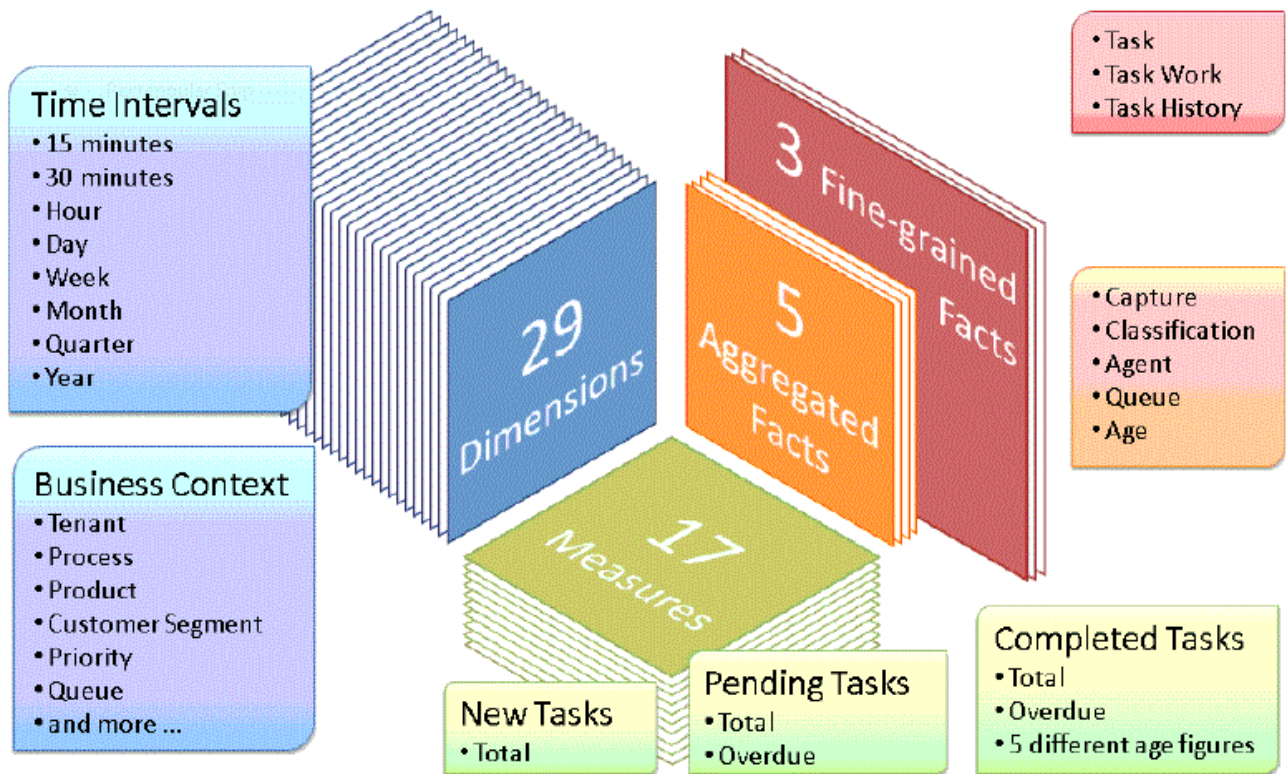 Time Intervals
• 15 minutes
• 30 minutes
• Hour
• Day
• Week
• Month
• Quarter
• Year
Business Context
• Tenant
• Process
• Product
• Customer Segment
• Priority
• Queue
• and more ...
29
Dimensions
3 Fine-grained
Facts
5
Aggregated
Facts
17
Measures
• Task
• Task Work
• Task History
• Capture
• Classification
• Agent
• Queue
• Age
New Tasks
• Total
Pending Tasks
• Total
• Overdue
Completed Tasks
• Total
• Overdue
• 5 different age figures